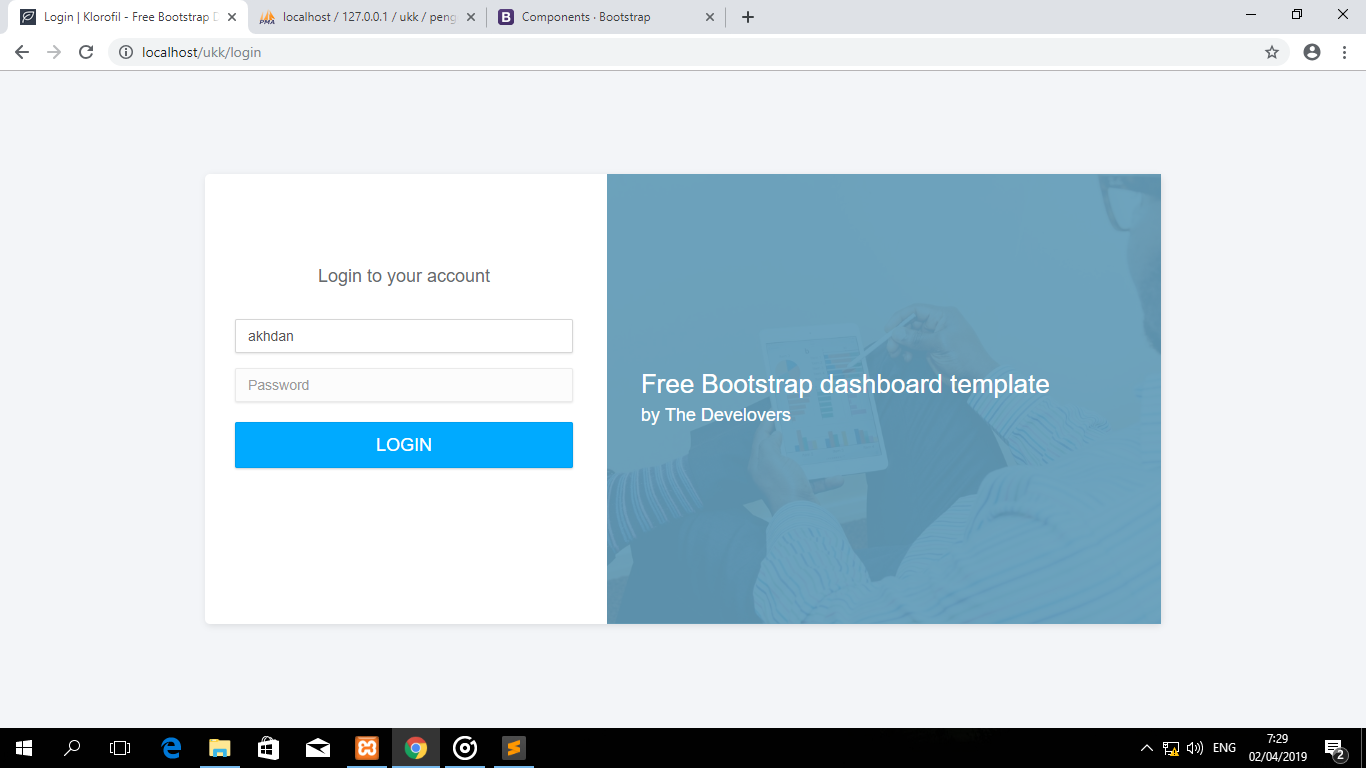 Login | Klorofil - Free Bootstrap D
localhost / 127.0.0.1 / ukk / peng
Components · Bootstrap
localhost/ukk/login
Login to your account
akhdan
Password
LOGIN
Free Bootstrap dashboard template
by The Develovers
ENG
7:29
02/04/2019
2